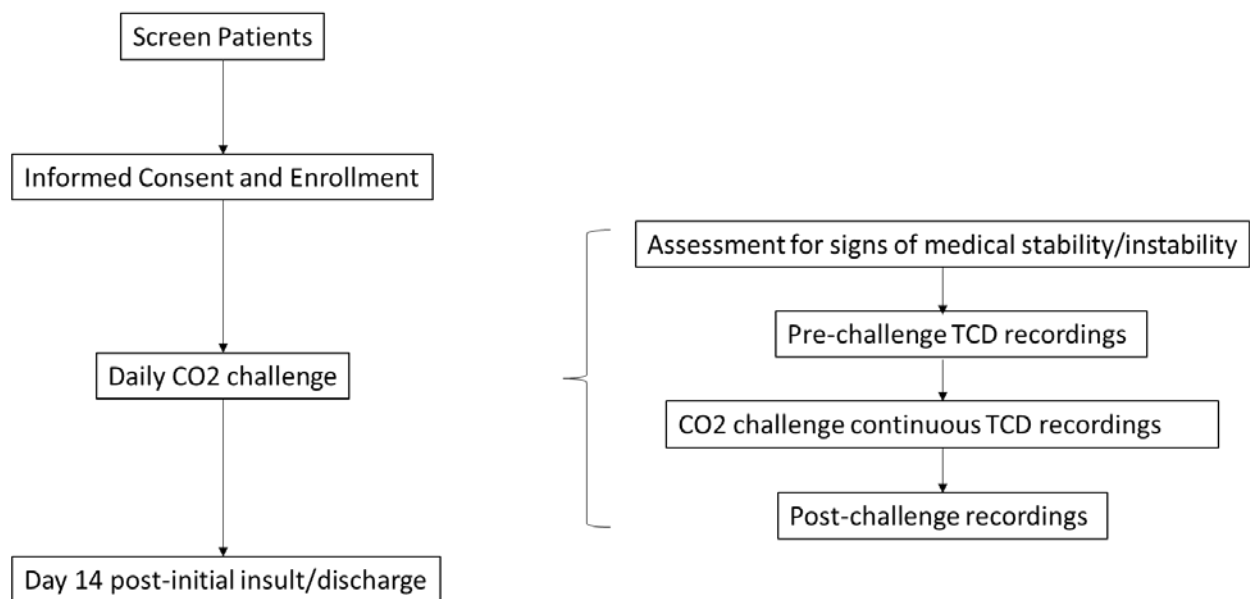 Screen Patients
Informed Consent and Enrollment
Daily CO2 challenge
Day 14 post-initial insult/discharge
Assessment for signs of medical stability/instability
Pre-challenge TCD recordings
CO2 challenge continuous TCD recordings
Post-challenge recordings